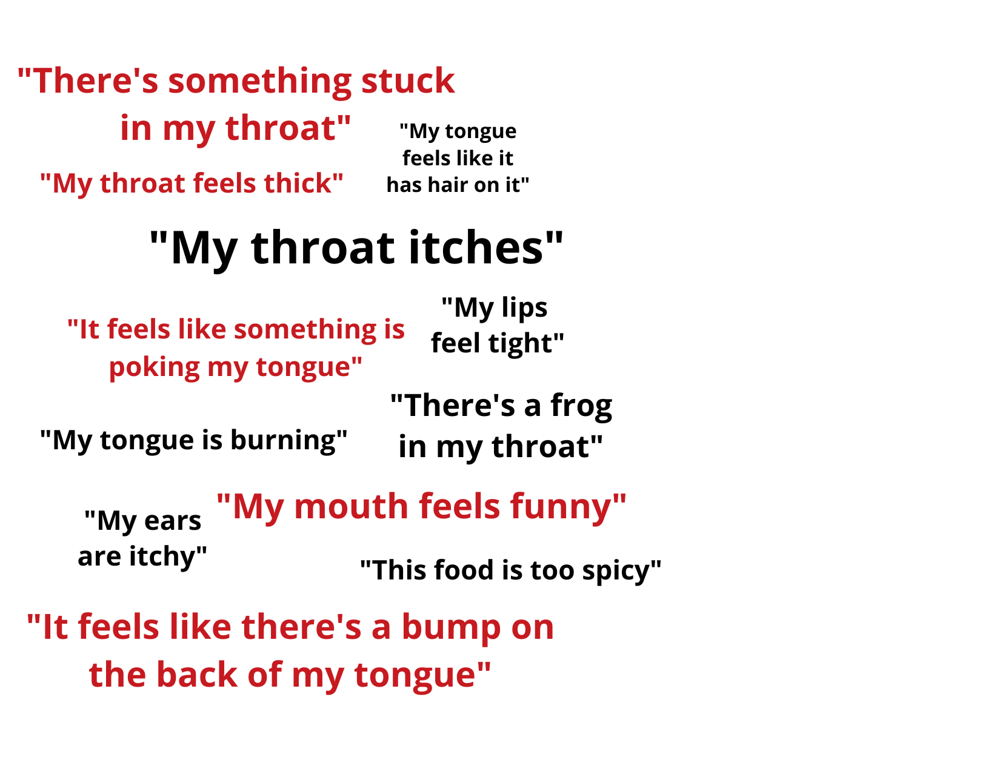 "There's something stuck
in my throat"
"My tongue
feels like it
has hair on it"
"My throat feels thick"
"My throat itches"
"My lips
feel tight"
"It feels like something is
poking my tongue"
"There's a frog
in my throat"
"My tongue is burning"
"My mouth feels funny"
"My ears
are itchy"
"This food is too spicy"
"It feels like there's a bump on
the back of my tongue"